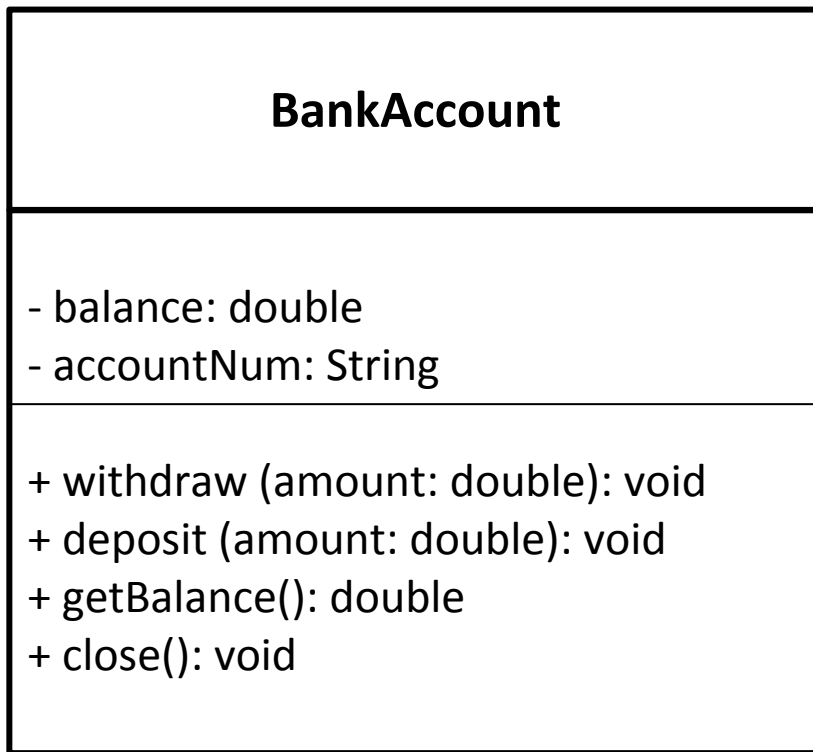 BankAccount
- balance: double
- accountNum: String
+ withdraw (amount: double): void
+ deposit (amount: double): void
+ getBalance(): double
+ close(): void